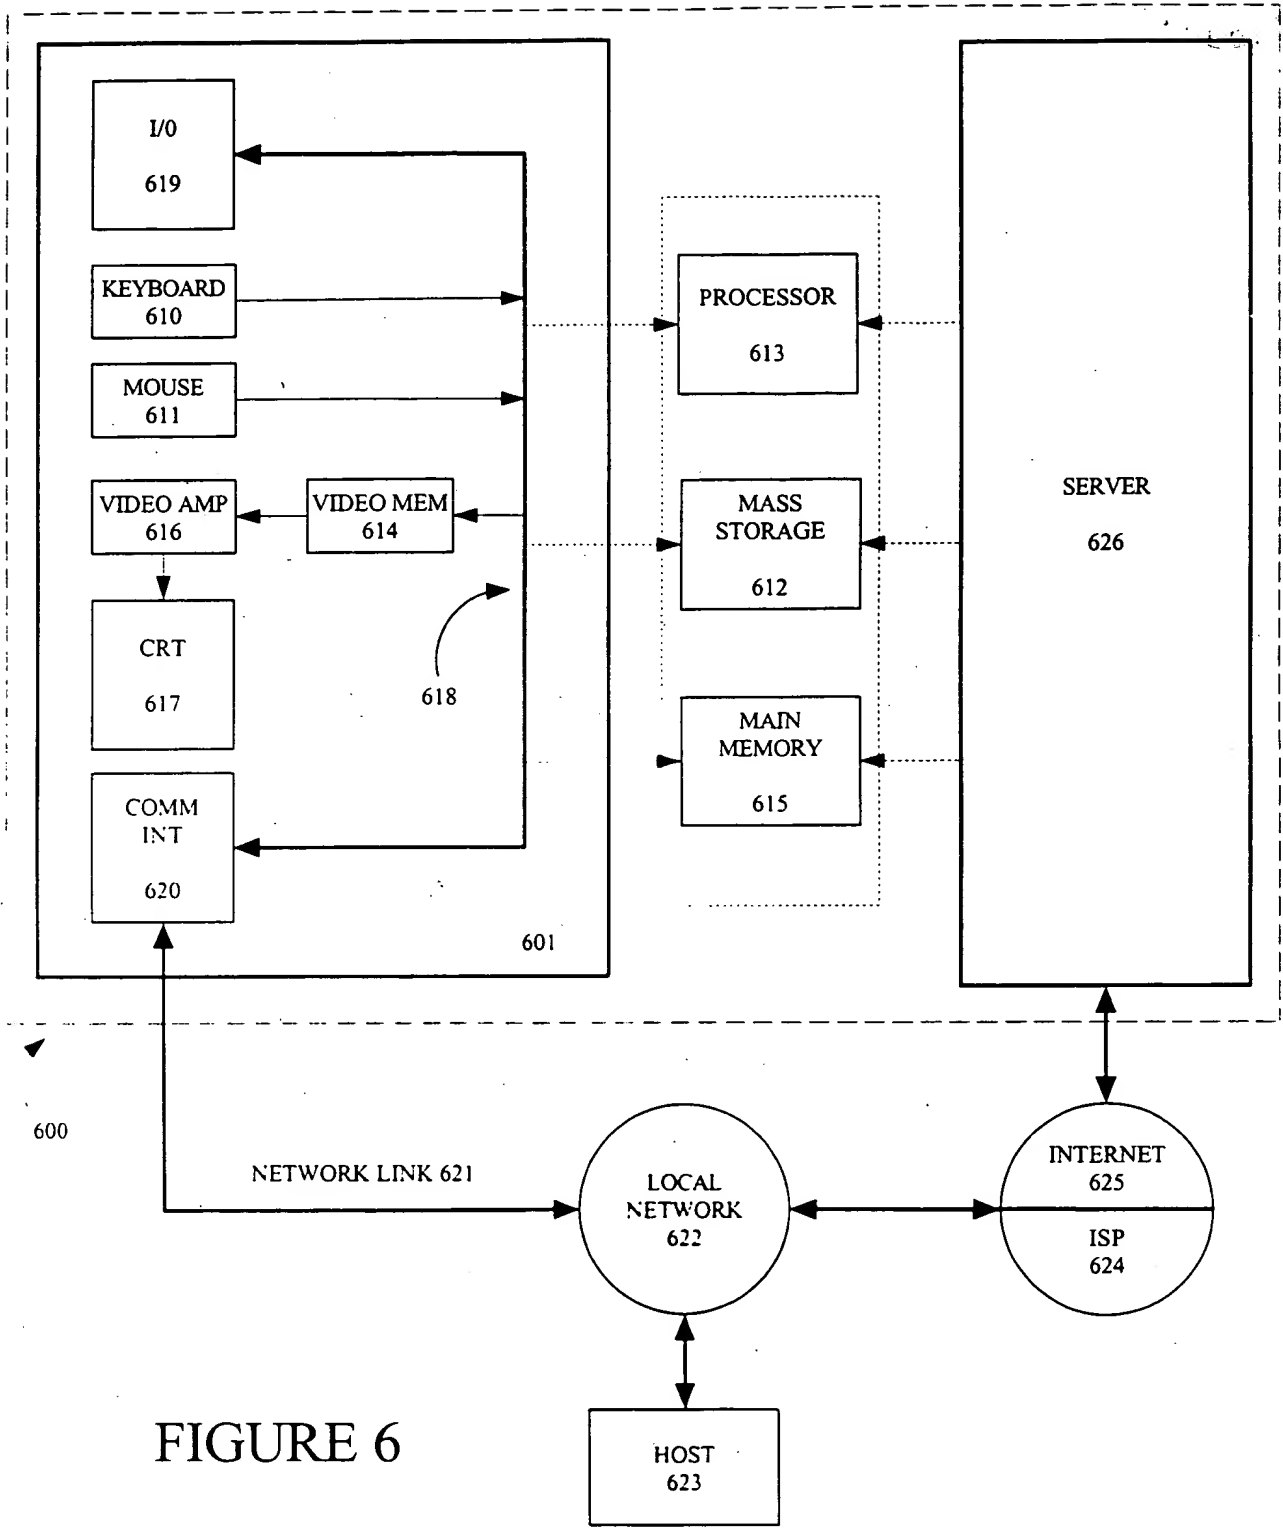 I/0
619
KEYBOARD
610
MOUSE
611
VIDEO AMP
616
VIDEO MEM
614
CRT
617
618
COMM
INT
620
601
PROCESSOR
613
MASS
STORAGE
612
MAIN
MEMORY
615
SERVER
626
600
NETWORK LINK 621
LOCAL
NETWORK
622
INTERNET
625
ISP
624
HOST
623
FIGURE 6